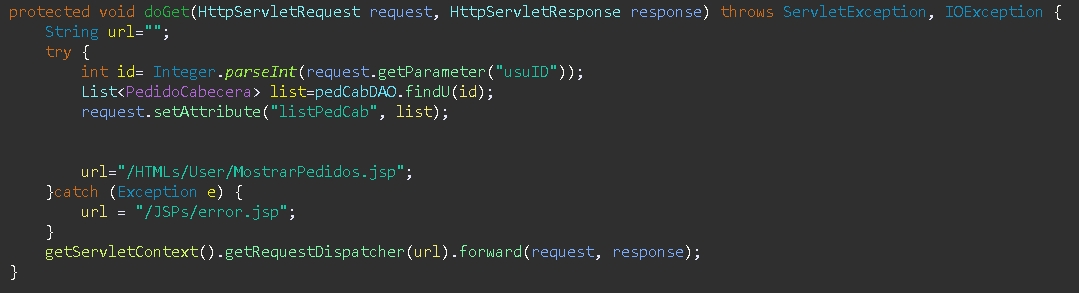 protected void doGet(HttpServletRequest request, HttpServletResponse response) throws ServletException, IOException {
String url="";
try {
int id= Integer.parseInt(request.getParameter("usuID"));
List<PedidoCabecera> list=pedCabDAO.findU(id);
request.setAttribute("listPedCab", list);
url="/HTMLs/User/MostrarPedidos.jsp";
}catch (Exception e) {
url = "/JSPs/error.jsp";
}
getServletContext().getRequestDispatcher(url).forward(request, response);
}